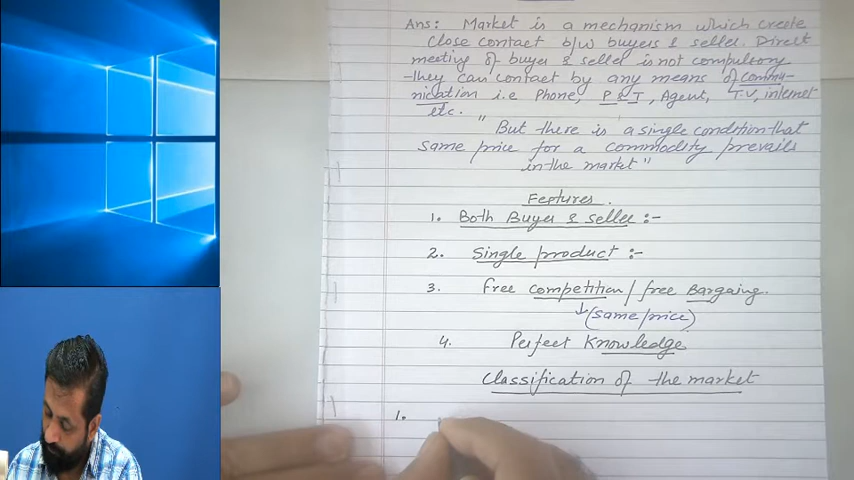 Ans: Market is a mechanism which create
close contact b/w buyers & seller. Direct
meeting of buyer & seller is not compulsory
they can contact by any means of commu-
nication i.e Phone, P & T, Agent, T.V, internet
etc.
"But there is a single condition that
same price for a commodity prevails
in the market"
Features.
1. Both Buyer & seller :-
2. Single product :-
3. free competition / free Bargaing.
↓ (same price)
4. Perfect Knowledge
Classification of the market
1.